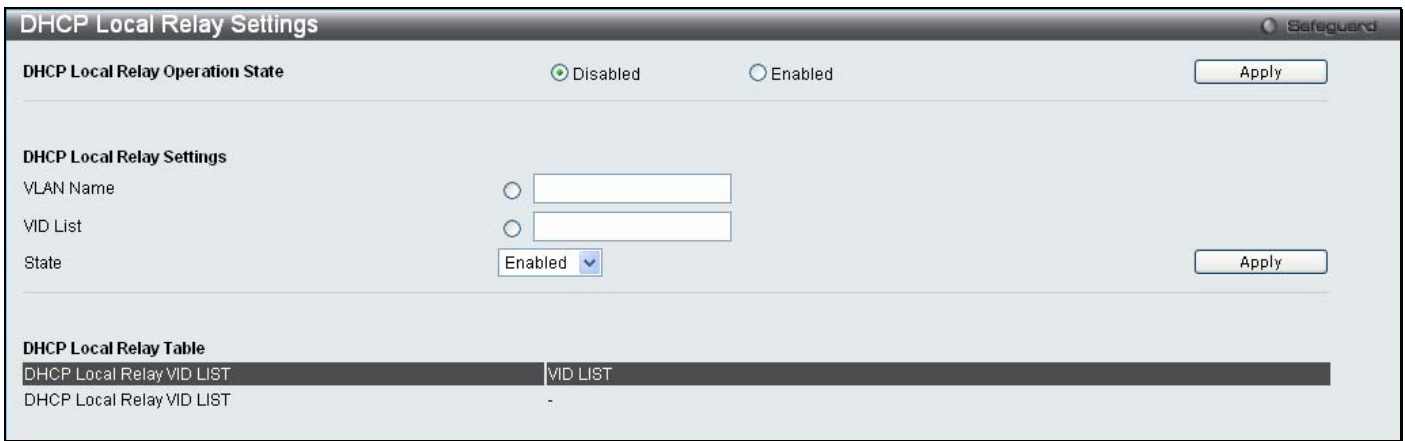 DHCP Local Relay Settings
Safeguard
DHCP Local Relay Operation State Disabled Enabled Apply
DHCP Local Relay Settings
VLAN Name
VID List
State Enabled Apply
DHCP Local Relay Table
DHCP Local Relay VID LIST VID LIST
DHCP Local Relay VID LIST -